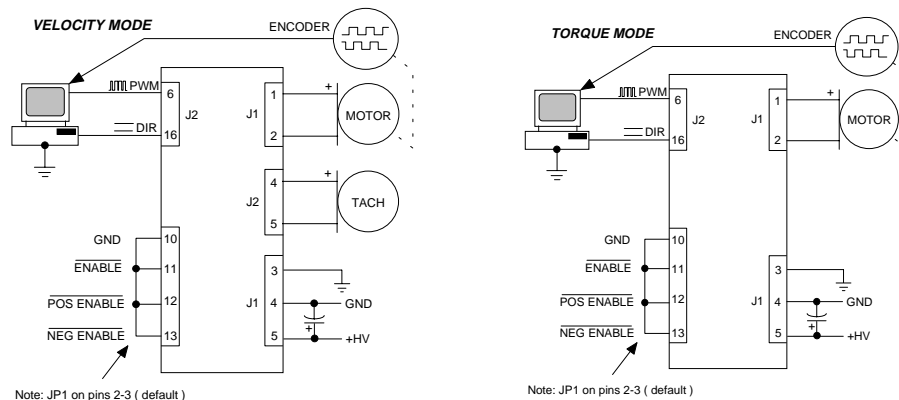 VELOCITY MODE
ENCODER
PWM
6
J2
DIR
16
1
J1
2
+
MOTOR
4
J2
5
+
TACH
GND
10
ENABLE
11
POS ENABLE
12
NEG ENABLE
13
3
J1
4
GND
5
+
+HV
Note: JP1 on pins 2-3 ( default )
TORQUE MODE
ENCODER
PWM
6
J2
DIR
16
1
J1
2
+
MOTOR
GND
10
ENABLE
11
POS ENABLE
12
NEG ENABLE
13
3
J1
4
GND
5
+
+HV
Note: JP1 on pins 2-3 ( default )